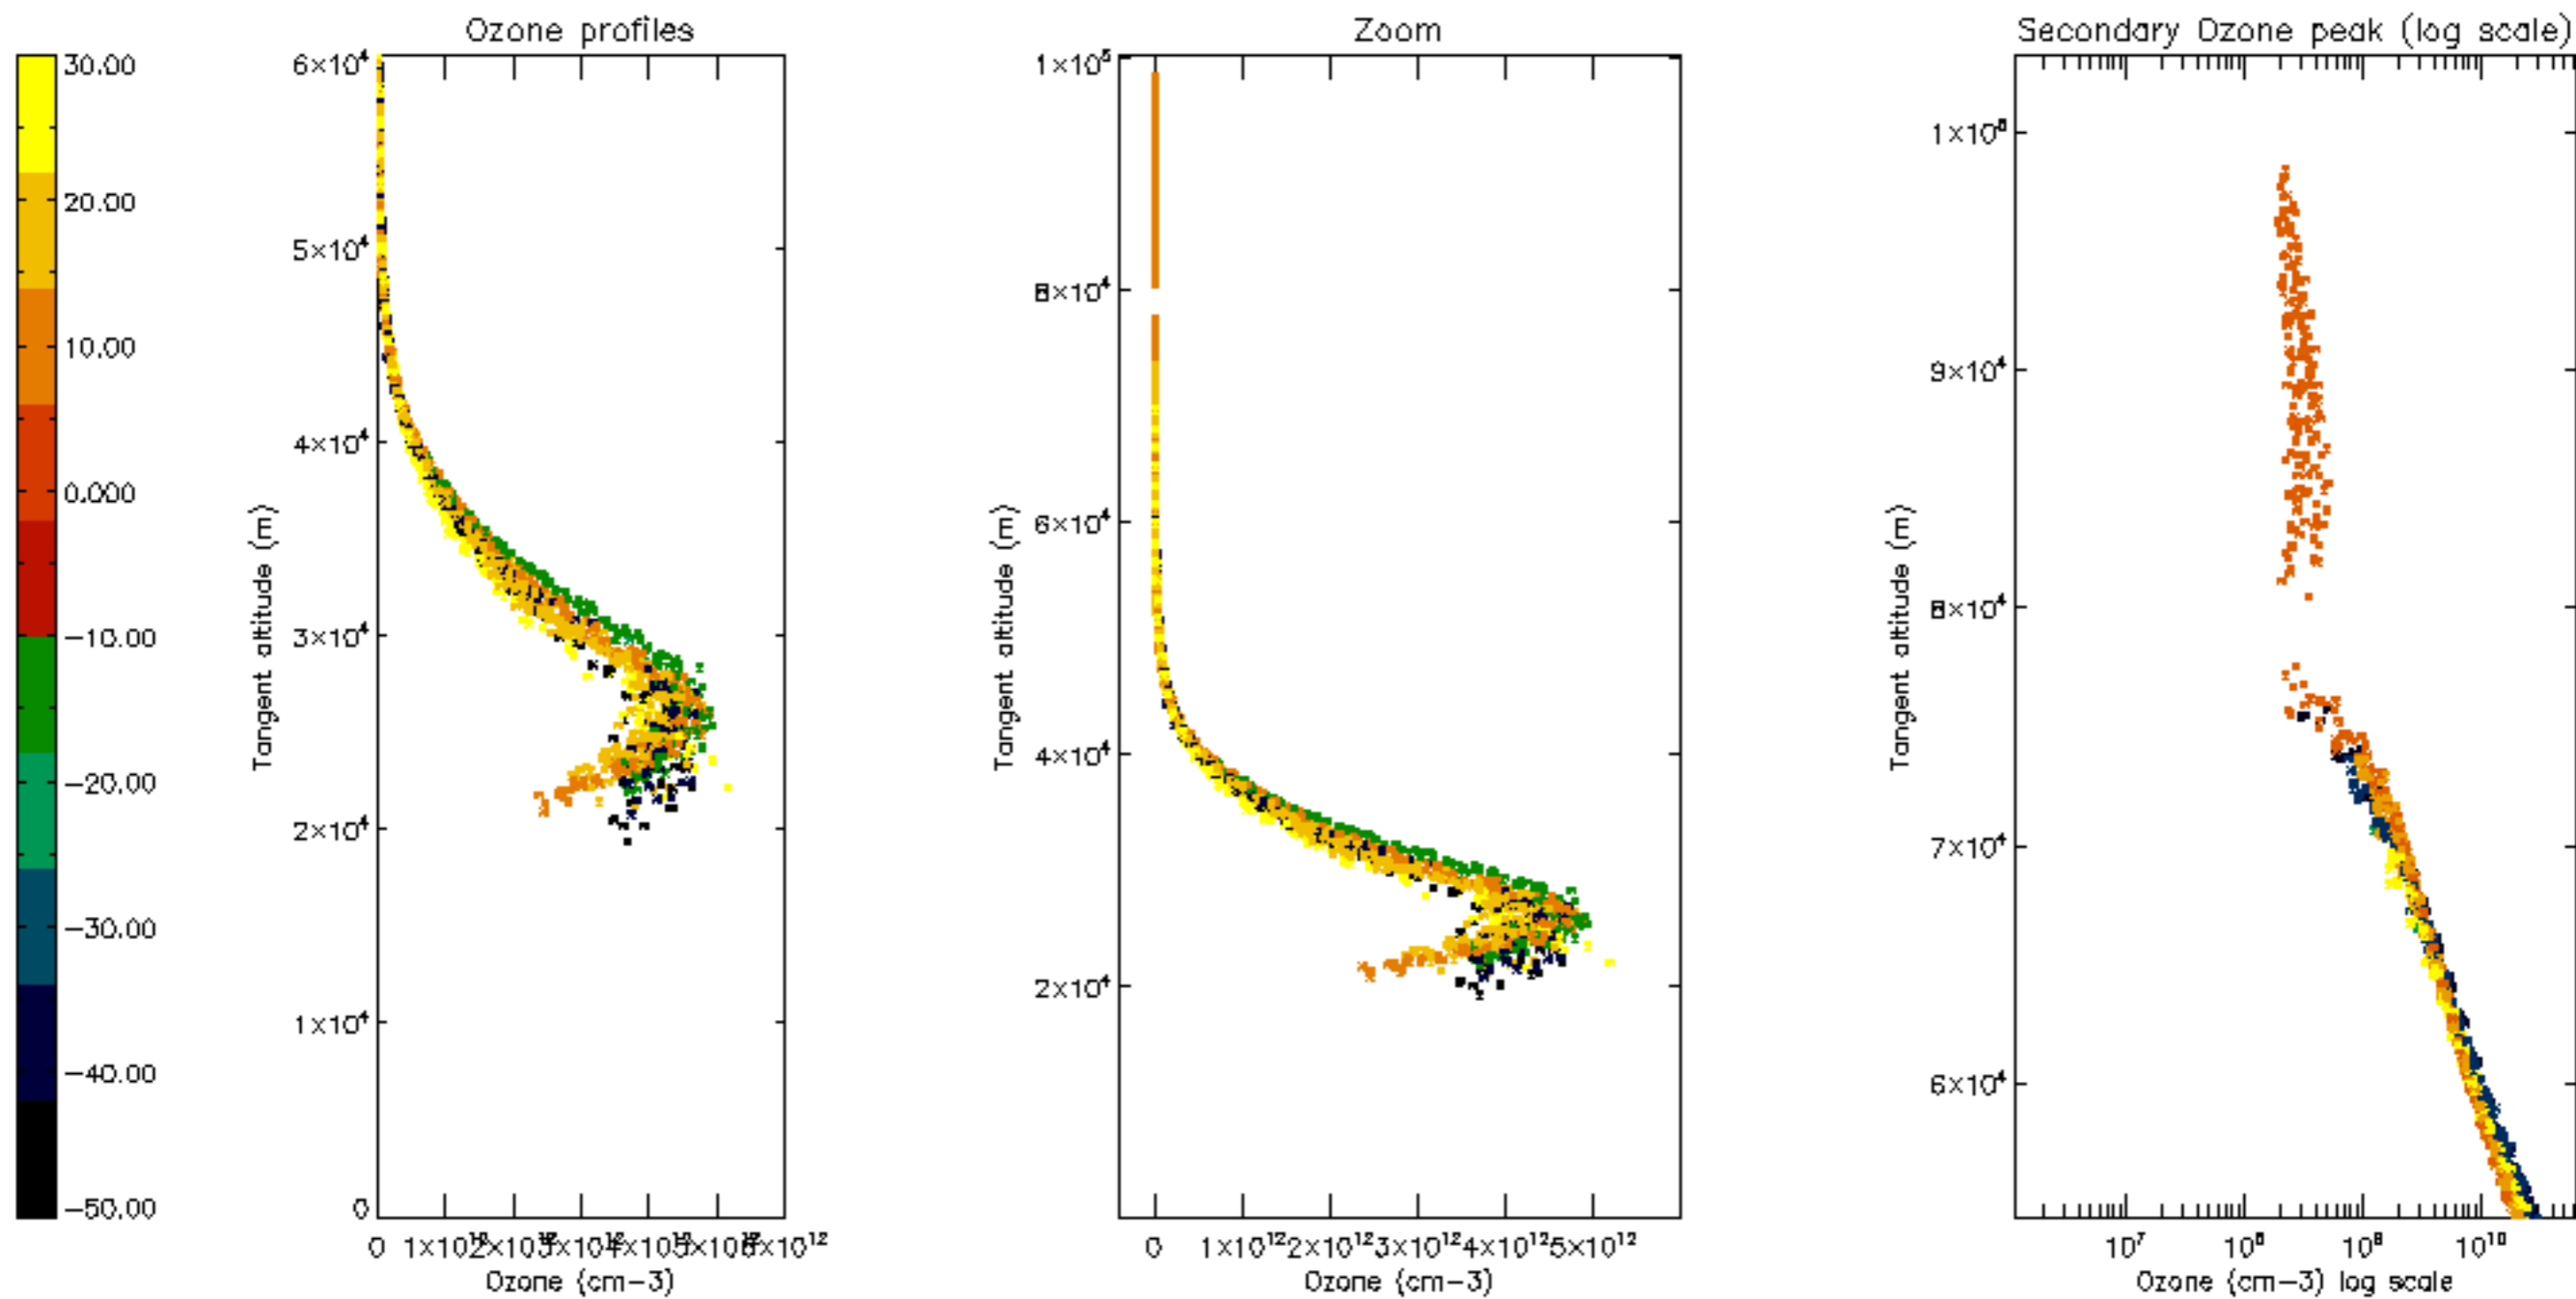 Ozone profiles
Zoom
Secondary Ozone peak (log scale)
30.00
20.00
10.00
0.000
−10.00
−20.00
−30.00
−40.00
−50.00
6×10⁴
5×10⁴
4×10⁴
3×10⁴
2×10⁴
1×10⁴
0
Tangent altitude (m)
0
Ozone (cm−3)
1×10⁵
8×10⁴
6×10⁴
4×10⁴
2×10⁴
Tangent altitude (m)
0 1×10¹² 2×10¹² 3×10¹² 4×10¹² 5×10¹²
Ozone (cm−3)
1×10⁵
9×10⁴
8×10⁴
7×10⁴
6×10⁴
Tangent altitude (m)
10⁷ 10⁸ 10⁹ 10¹⁰
Ozone (cm−3) log scale